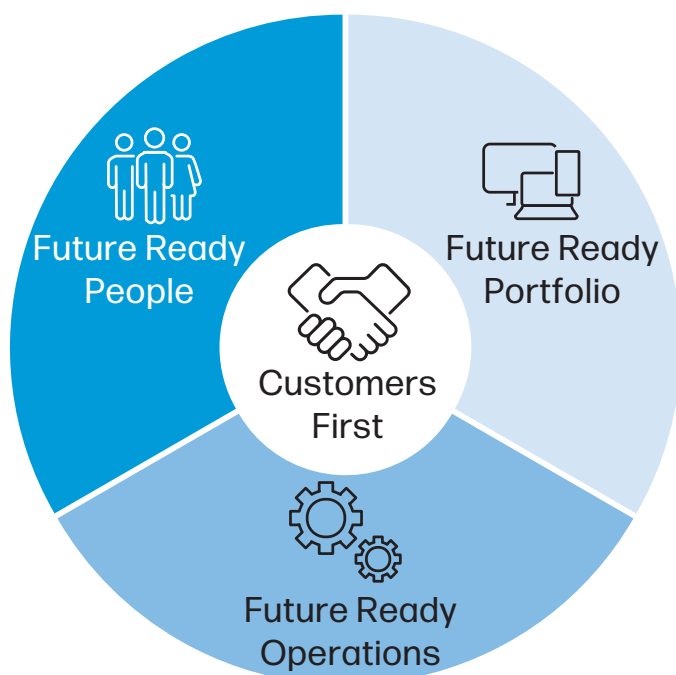 Future Ready
People
Future Ready
Portfolio
Customers
First
Future Ready
Operations